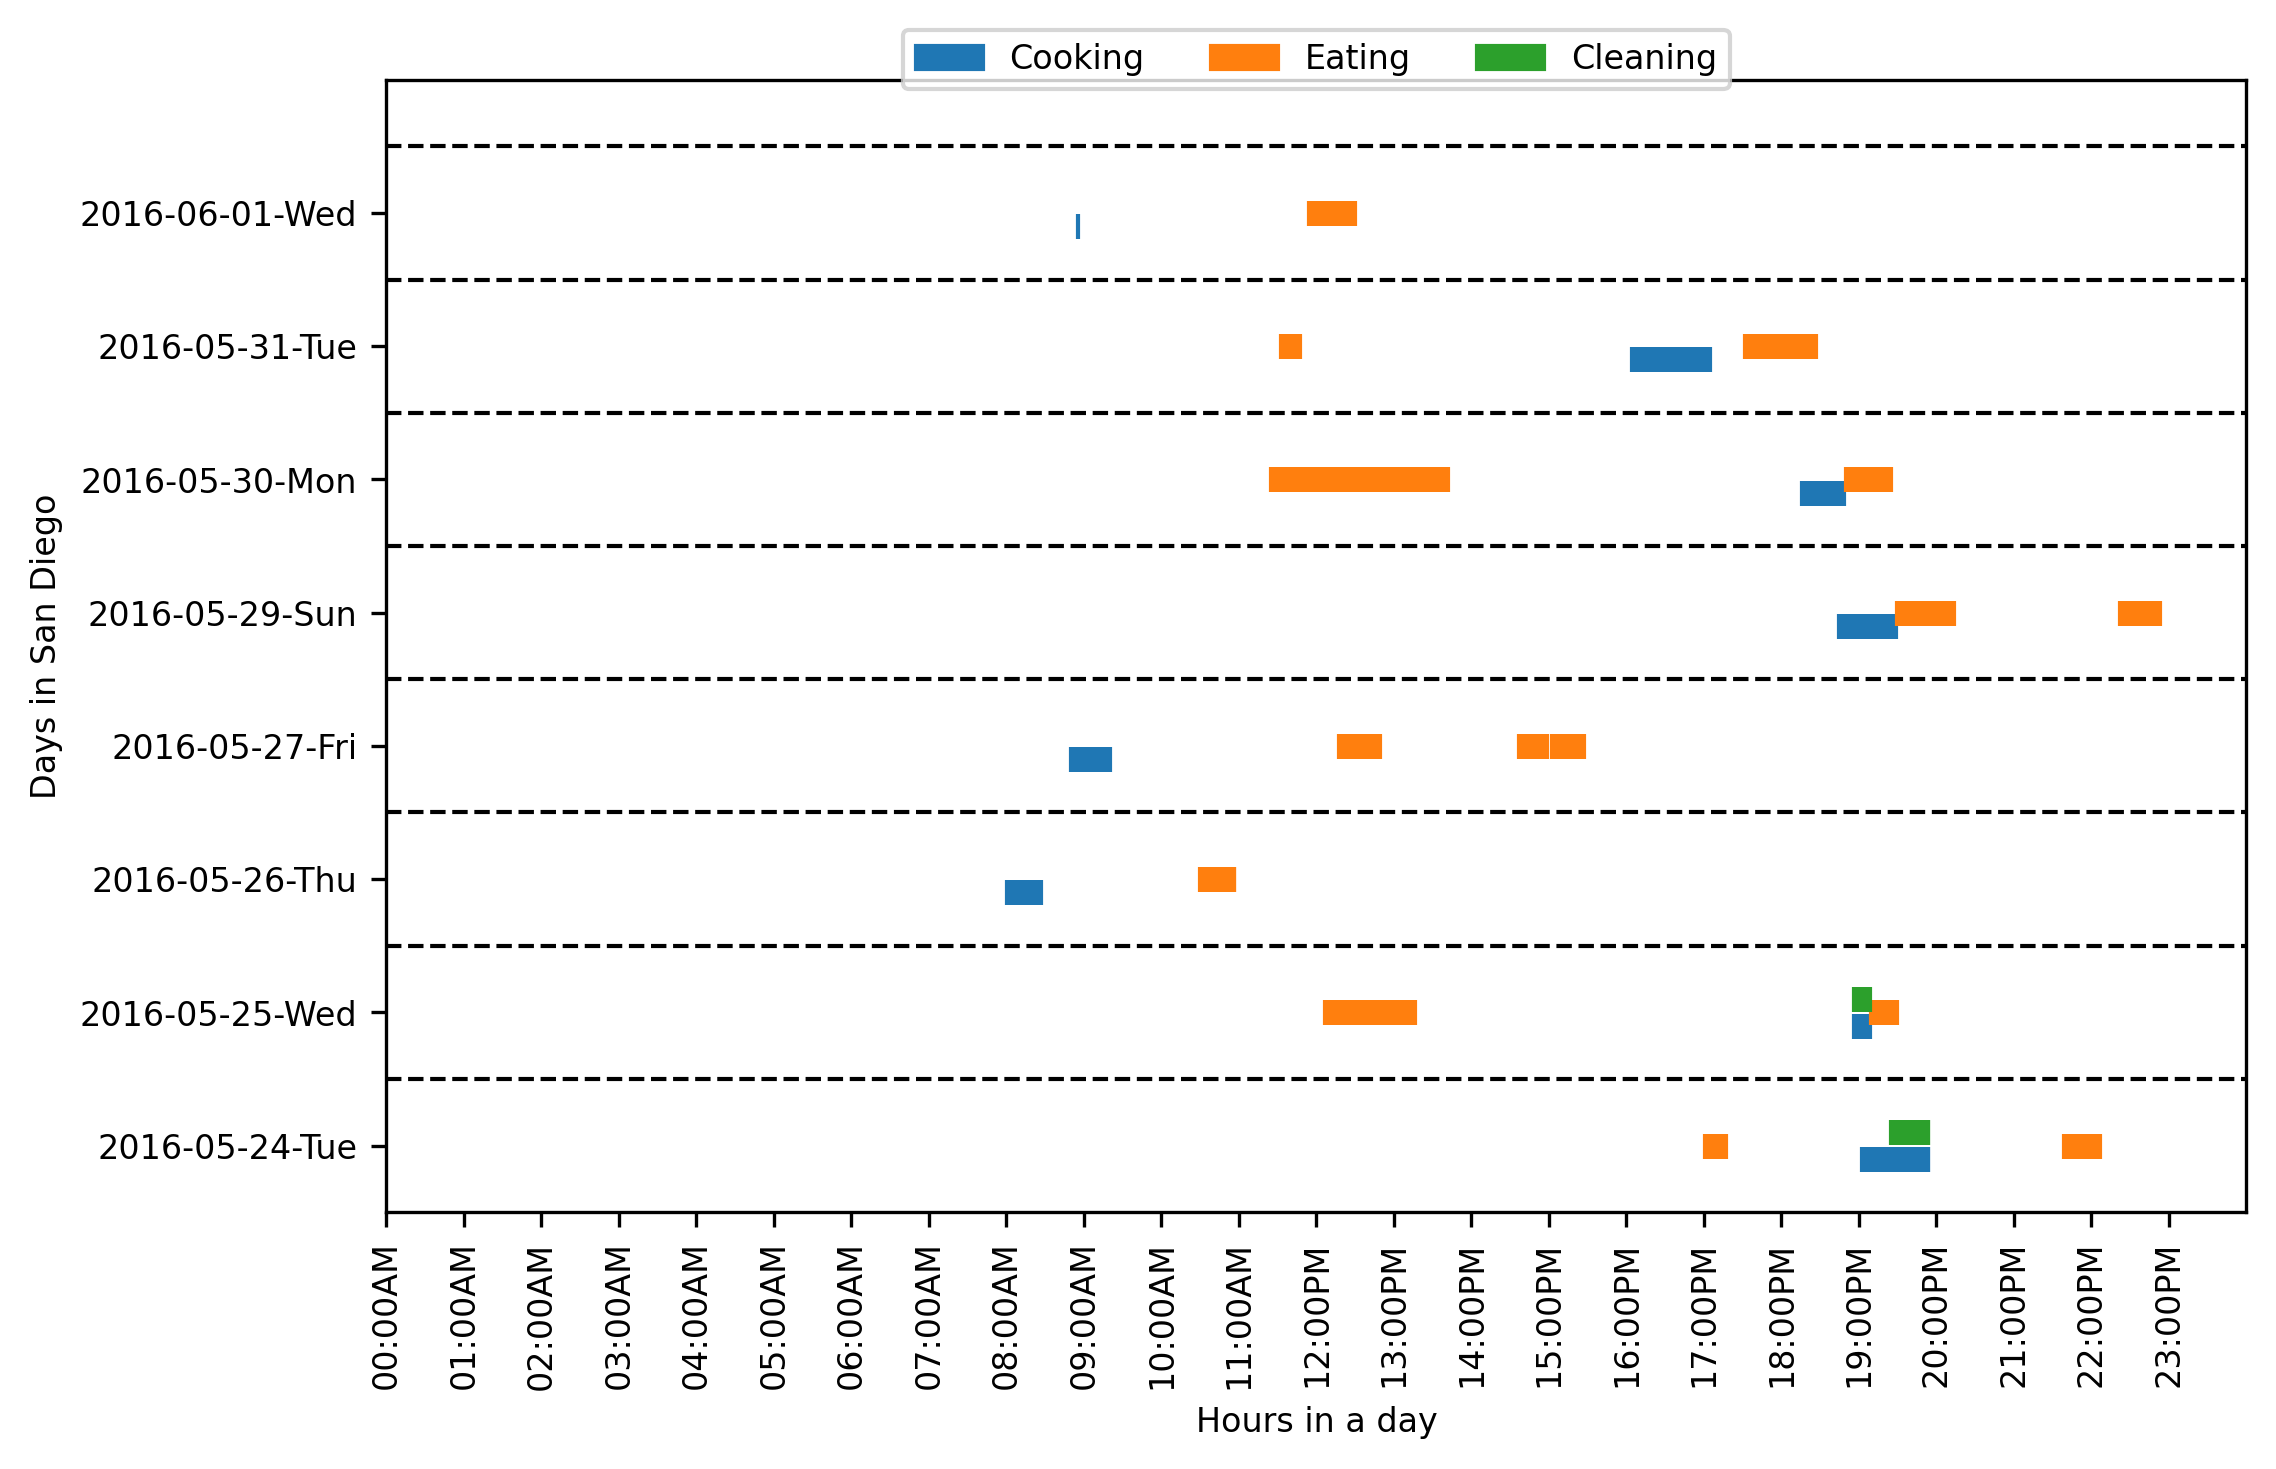 Cooking Eating Cleaning
2016-06-01-Wed
2016-05-31-Tue
2016-05-30-Mon
2016-05-29-Sun
2016-05-27-Fri
2016-05-26-Thu
2016-05-25-Wed
2016-05-24-Tue
Days in San Diego
00:00AM
01:00AM
02:00AM
03:00AM
04:00AM
05:00AM
06:00AM
07:00AM
08:00AM
09:00AM
10:00AM
11:00AM
12:00PM
13:00PM
14:00PM
15:00PM
16:00PM
17:00PM
18:00PM
19:00PM
20:00PM
21:00PM
22:00PM
23:00PM
Hours in a day